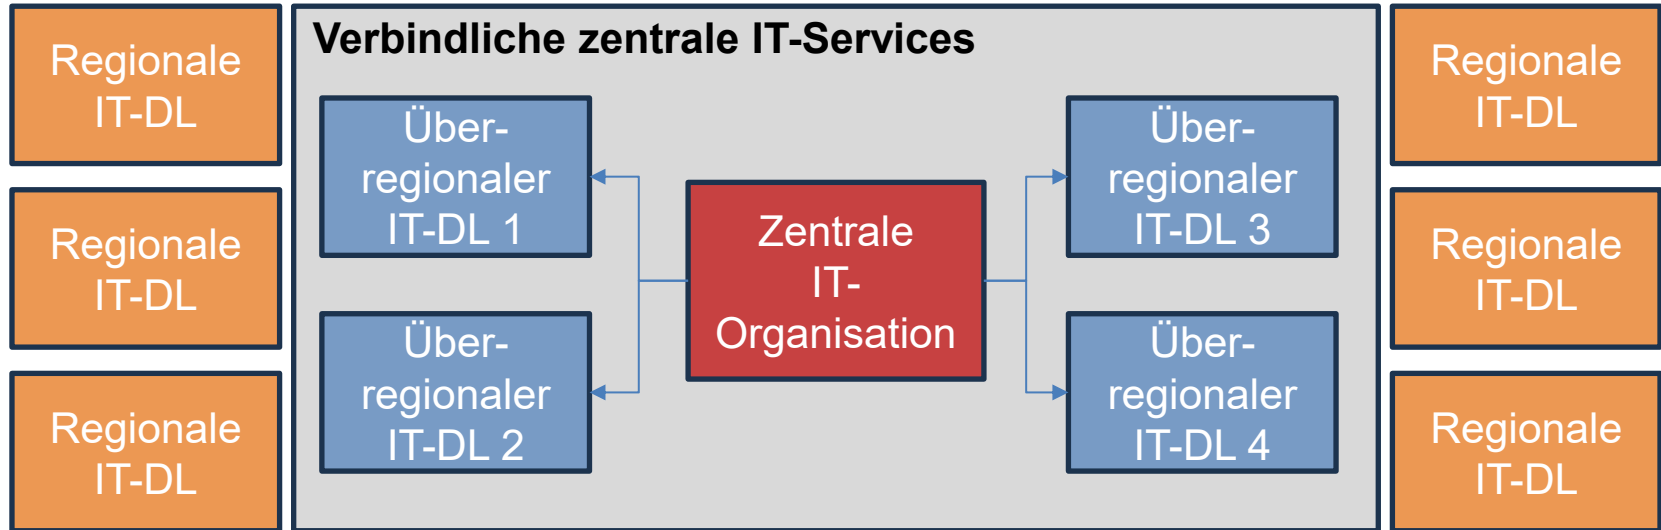 Regionale
IT-DL
Regionale
IT-DL
Regionale
IT-DL
Verbindliche zentrale IT-Services
Über-
regionaler
IT-DL 1
Über-
regionaler
IT-DL 2
Zentrale
IT-
Organisation
Über-
regionaler
IT-DL 3
Über-
regionaler
IT-DL 4
Regionale
IT-DL
Regionale
IT-DL
Regionale
IT-DL